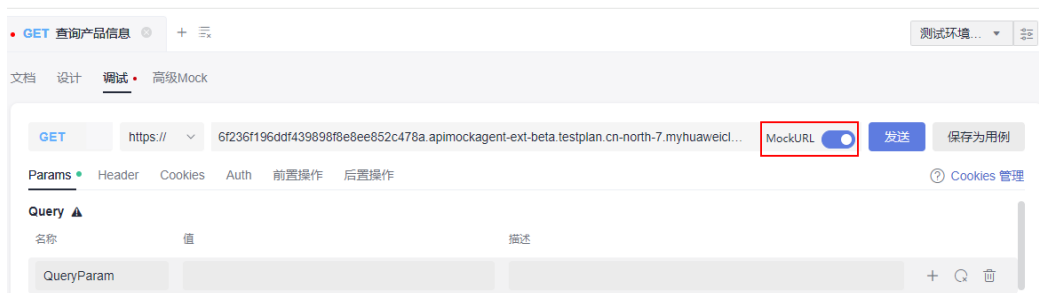 GET 查询产品信息
测试环境...
文档 设计 调试 高级Mock
GET https:// 6f236f196ddf439898f8e8ee852c478a.apimockagent-ext-beta.testplan.cn-north-7.myhuaweicl... MockURL 发送 保存为用例
Params Header Cookies Auth 前置操作 后置操作 Cookies 管理
Query
名称 值 描述
QueryParam